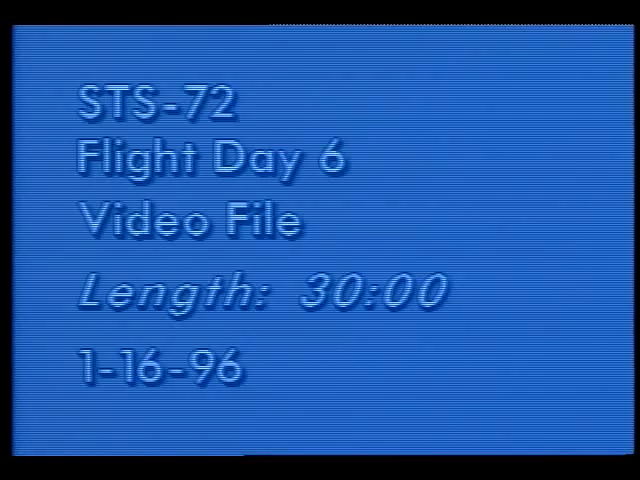 STS-72
Flight Day 6
Video File
Length: 30:00
1-16-96